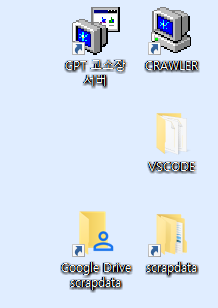 GPT 고소장
서버
CRAWLER
VSCODE
Google Drive
scrapdata
scrapdata